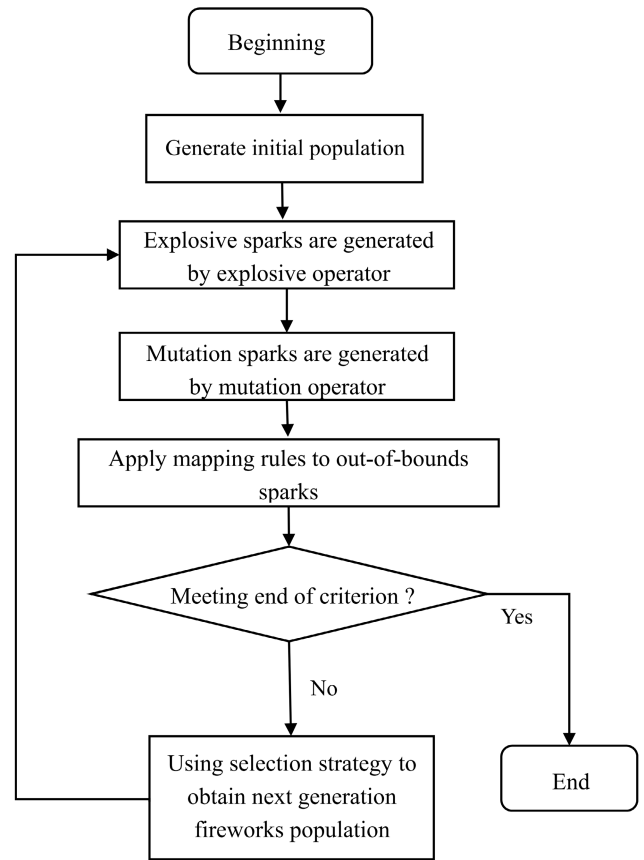 Beginning
Generate initial population
Explosive sparks are generated
by explosive operator
Mutation sparks are generated
by mutation operator
Apply mapping rules to out-of-bounds
sparks
Meeting end of criterion ?
Yes
No
Using selection strategy to
obtain next generation
fireworks population
End